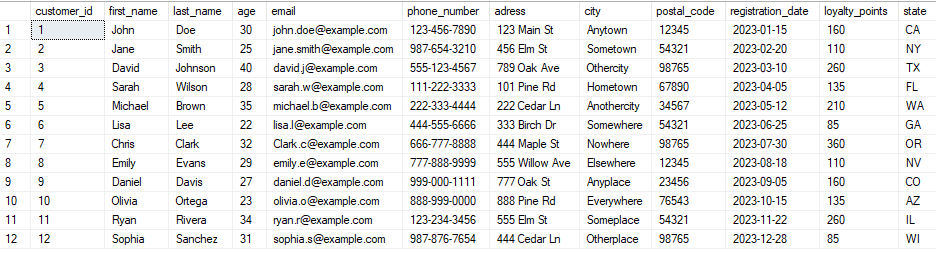 customer_id first_name last_name age email phone_number adress city postal_code registration_date loyalty_points state
1 1 John Doe 30 john.doe@example.com 123-456-7890 123 Main St Anytown 12345 2023-01-15 160 CA
2 2 Jane Smith 25 jane.smith@example.com 987-654-3210 456 Elm St Sometown 54321 2023-02-20 110 NY
3 3 David Johnson 40 david.j@example.com 555-123-4567 789 Oak Ave Othercity 98765 2023-03-10 260 TX
4 4 Sarah Wilson 28 sarah.w@example.com 111-222-3333 101 Pine Rd Hometown 67890 2023-04-05 135 FL
5 5 Michael Brown 35 michael.b@example.com 222-333-4444 222 Cedar Ln Anothercity 34567 2023-05-12 210 WA
6 6 Lisa Lee 22 lisa.l@example.com 444-555-6666 333 Birch Dr Somewhere 54321 2023-06-25 85 GA
7 7 Chris Clark 32 Clark.c@example.com 666-777-8888 444 Maple St Nowhere 98765 2023-07-30 360 OR
8 8 Emily Evans 29 emily.e@example.com 777-888-9999 555 Willow Ave Elsewhere 12345 2023-08-18 110 NV
9 9 Daniel Davis 27 daniel.d@example.com 999-000-1111 777 Oak St Anyplace 23456 2023-09-05 160 CO
10 10 Olivia Ortega 23 olivia.o@example.com 888-999-0000 888 Pine Rd Everywhere 76543 2023-10-15 135 AZ
11 11 Ryan Rivera 34 ryan.r@example.com 123-234-3456 555 Elm St Someplace 54321 2023-11-22 260 IL
12 12 Sophia Sanchez 31 sophia.s@example.com 987-876-7654 444 Cedar Ln Otherplace 98765 2023-12-28 85 WI